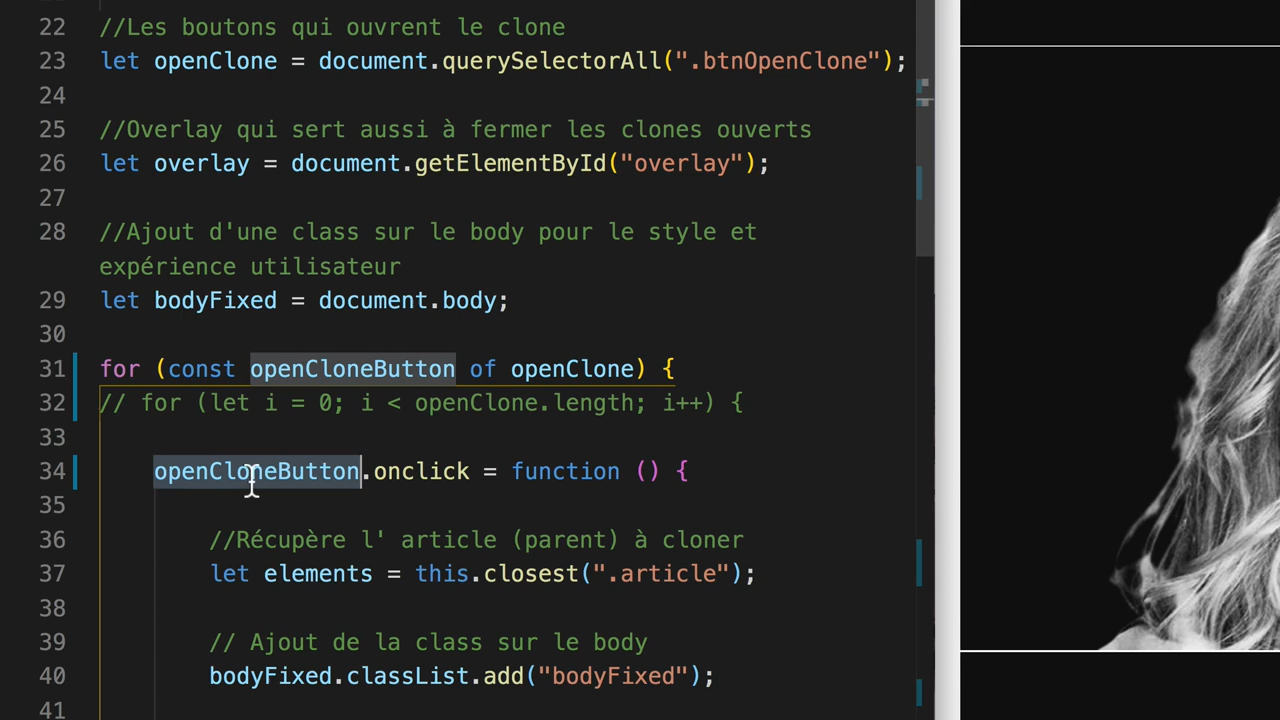 22 //Les boutons qui ouvrent le clone
23 let openClone = document.querySelectorAll(".btnOpenClone");
24
25 //Overlay qui sert aussi à fermer les clones ouverts
26 let overlay = document.getElementById("overlay");
27
28 //Ajout d'une class sur le body pour le style et
expérience utilisateur
29 let bodyFixed = document.body;
30
31 for (const openCloneButton of openClone) {
32 // for (let i = 0; i < openClone.length; i++) {
33
34 openCloneButton.onclick = function () {
35
36 //Récupère l' article (parent) à cloner
37 let elements = this.closest(".article");
38
39 // Ajout de la class sur le body
40 bodyFixed.classList.add("bodyFixed");
41